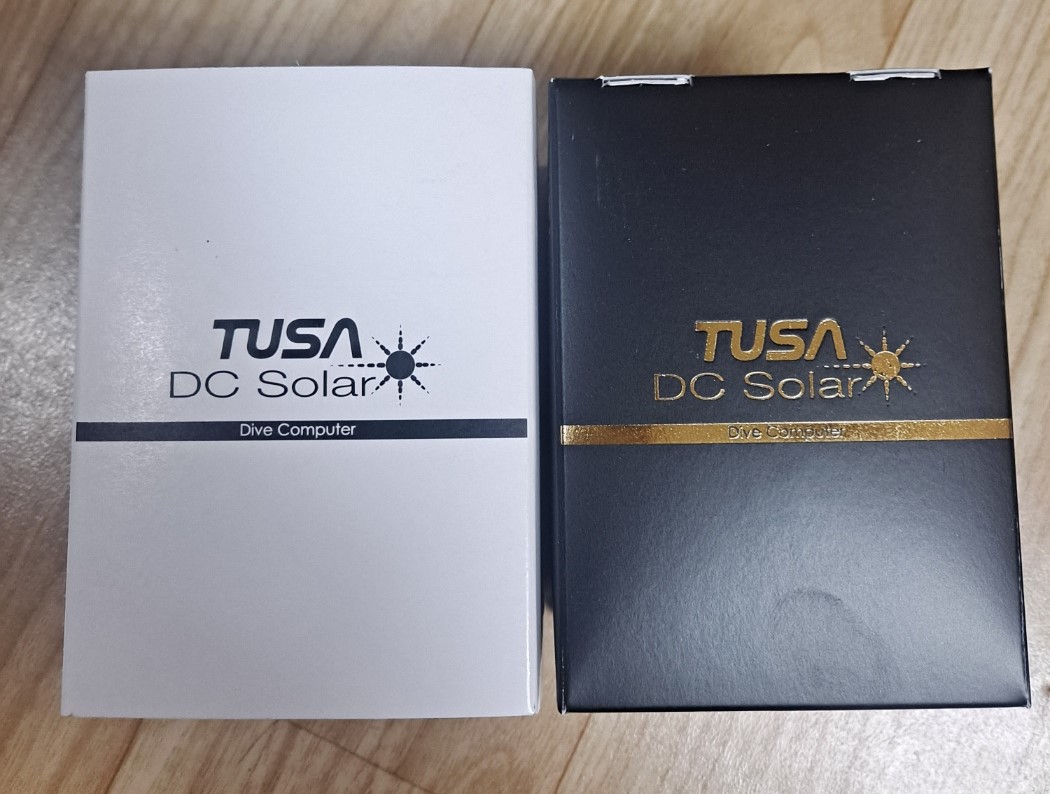 TUSA
DC Solar
Dive Computer
TUSA
DC Solar
Dive Computer